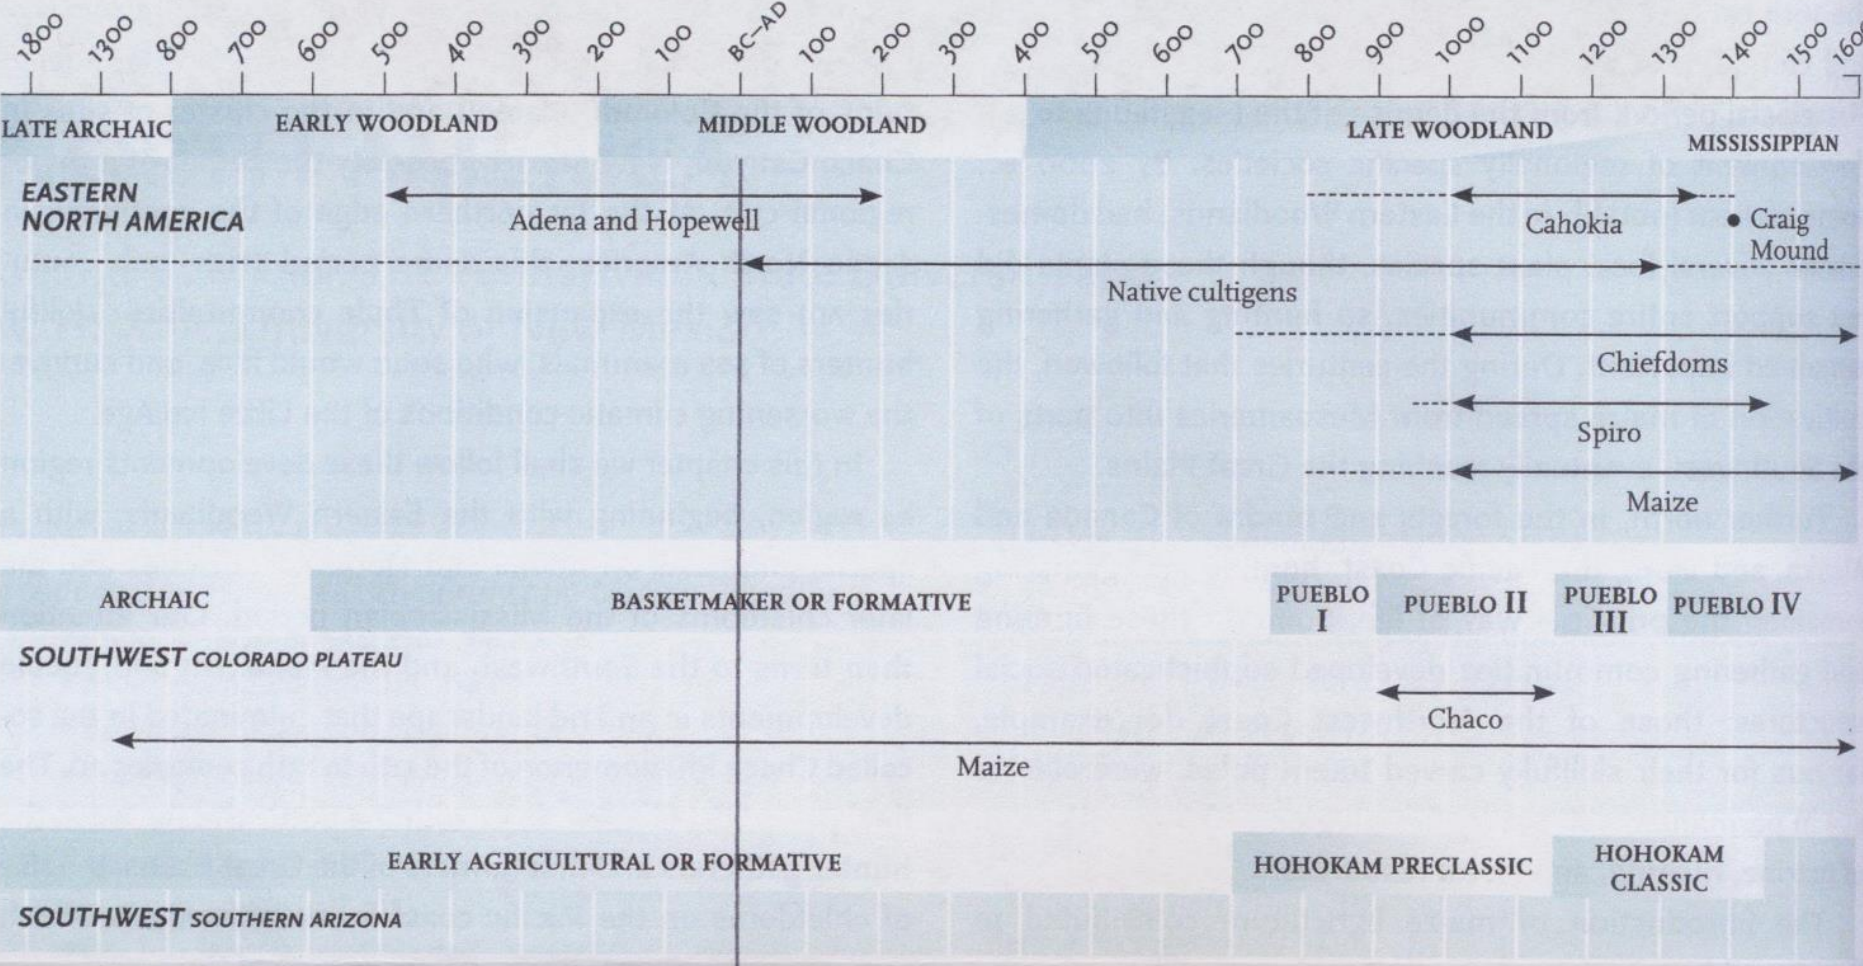 1800 1300 800 700 600 500 400 300 200 100 BC–AD 100 200 300 400 500 600 700 800 900 1000 1100 1200 1300 1400 1500
LATE ARCHAIC EARLY WOODLAND MIDDLE WOODLAND LATE WOODLAND MISSISSIPPIAN
EASTERN
NORTH AMERICA
Adena and Hopewell
Cahokia
Craig
Mound
Native cultigens
Chiefdoms
Spiro
Maize
ARCHAIC BASKETMAKER OR FORMATIVE
PUEBLO
I
PUEBLO II
PUEBLO
III
PUEBLO IV
SOUTHWEST COLORADO PLATEAU
Chaco
Maize
EARLY AGRICULTURAL OR FORMATIVE
HOHOKAM PRECLASSIC
HOHOKAM
CLASSIC
SOUTHWEST SOUTHERN ARIZONA